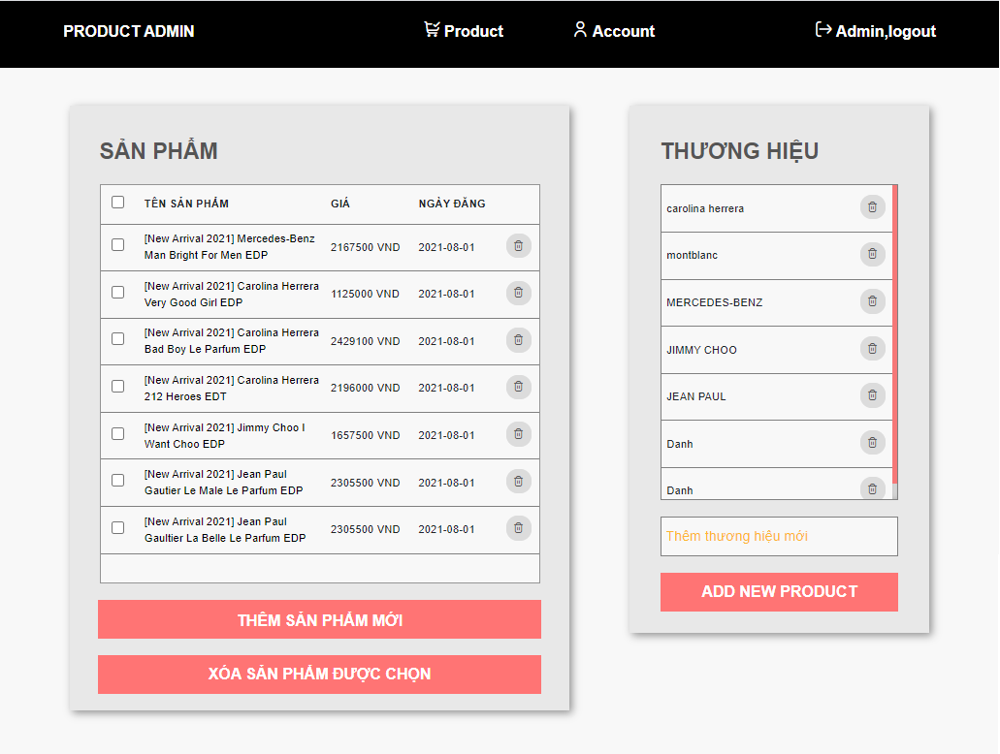 PRODUCT ADMIN
Product
Account
Admin,logout
SẢN PHẨM
TÊN SẢN PHẨM GIÁ NGÀY ĐĂNG
[New Arrival 2021] Mercedes-Benz
Man Bright For Men EDP
2167500 VND 2021-08-01
[New Arrival 2021] Carolina Herrera
Very Good Girl EDP
1125000 VND 2021-08-01
[New Arrival 2021] Carolina Herrera
Bad Boy Le Parfum EDP
2429100 VND 2021-08-01
[New Arrival 2021] Carolina Herrera
212 Heroes EDT
2196000 VND 2021-08-01
[New Arrival 2021] Jimmy Choo I
Want Choo EDP
1657500 VND 2021-08-01
[New Arrival 2021] Jean Paul
Gautier Le Male Le Parfum EDP
2305500 VND 2021-08-01
[New Arrival 2021] Jean Paul
Gaultier La Belle Le Parfum EDP
2305500 VND 2021-08-01
THÊM SẢN PHẨM MỚI
XÓA SẢN PHẨM ĐƯỢC CHỌN
THƯƠNG HIỆU
carolina herrera
montblanc
MERCEDES-BENZ
JIMMY CHOO
JEAN PAUL
Danh
Danh
Thêm thương hiệu mới
ADD NEW PRODUCT